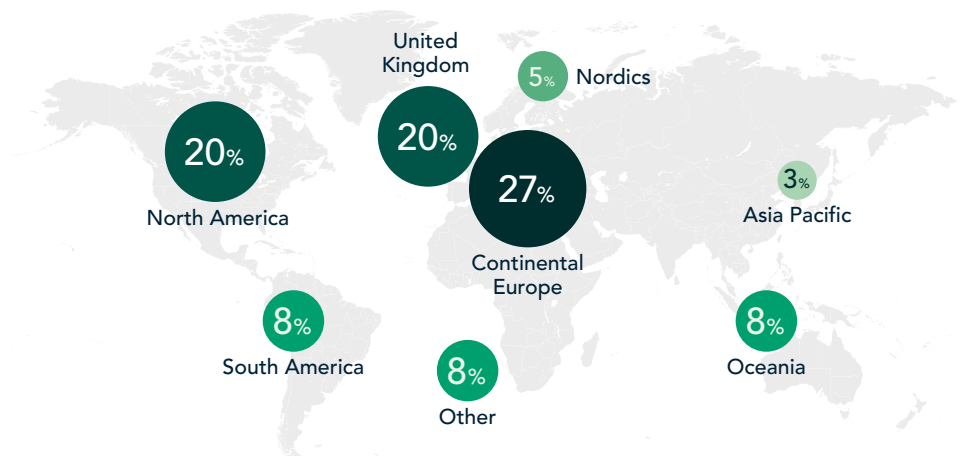 United
Kingdom
5% Nordics
20%
20%
North America
27%
Continental
Europe
3%
Asia Pacific
8%
South America
8%
Other
8%
Oceania